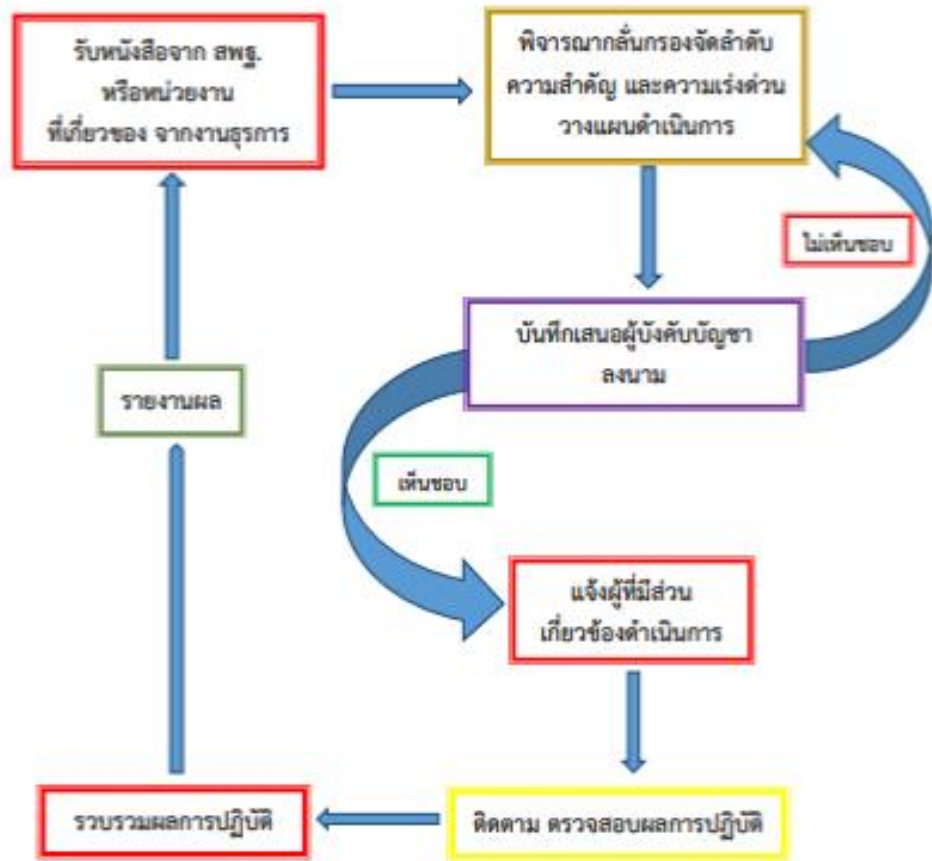 รับหนังสือจาก สพฐ.
หรือหน่วยงาน
ที่เกี่ยวของ จากงานธุรการ
พิจารณากลั่นกรองจัดลำดับ
ความสำคัญ และความเร่งด่วน
วางแผนดำเนินการ
ไม่เห็นชอบ
บันทึกเสนอผู้บังคับบัญชา
ลงนาม
รายงานผล
เห็นชอบ
แจ้งผู้ที่มีส่วน
เกี่ยวข้องดำเนินการ
รวบรวมผลการปฏิบัติ
ติดตาม ตรวจสอบผลการปฏิบัติ